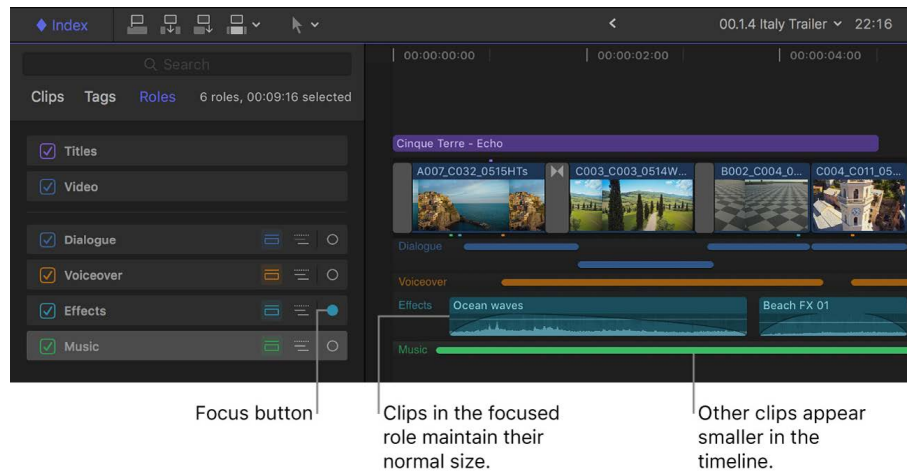 Index
00.1.4 Italy Trailer 22:16
Search
00:00:00:00 00:00:02:00 00:00:04:00
Clips Tags Roles 6 roles, 00:09:16 selected
Titles
Video
Dialogue
Voiceover
Effects
Music
Cinque Terre - Echo
A007_C032_0515HTs C003_C003_0514W... B002_C004_0... C004_C011_05...
Dialogue
Voiceover
Effects Ocean waves Beach FX 01
Music
Focus button
Clips in the focused
role maintain their
normal size.
Other clips appear
smaller in the
timeline.